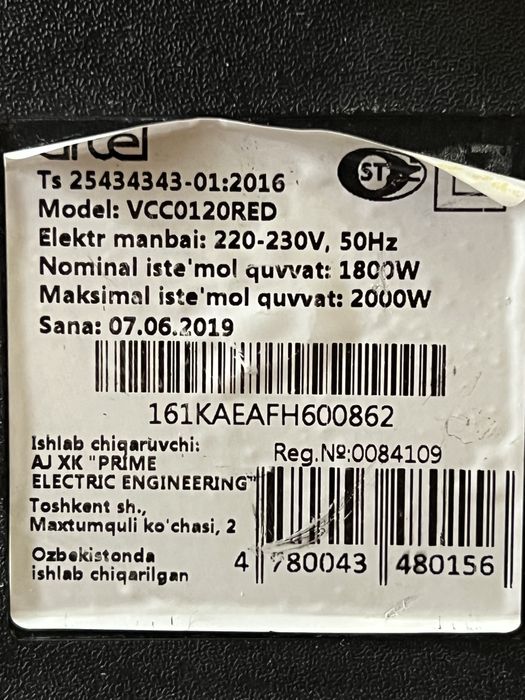 artel
ST
Ts 25434343-01:2016
Model: VCC0120RED
Elektr manbai: 220-230V, 50Hz
Nominal iste'mol quvvat: 1800W
Maksimal iste'mol quvvat: 2000W
Sana: 07.06.2019
161KAEAFH600862
Ishlab chiqaruvchi:
AJ XK "PRIME
ELECTRIC ENGINEERING"
Toshkent sh.,
Maxtumquli ko'chasi, 2
Ozbekistonda
ishlab chiqarilgan
Reg.№:0084109
4 780043 480156